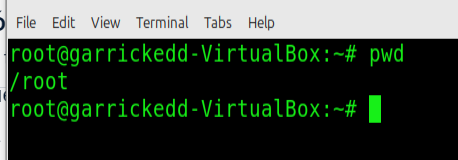 File Edit View Terminal Tabs Help
root@garrickedd-VirtualBox:~# pwd
/root
root@garrickedd-VirtualBox:~#